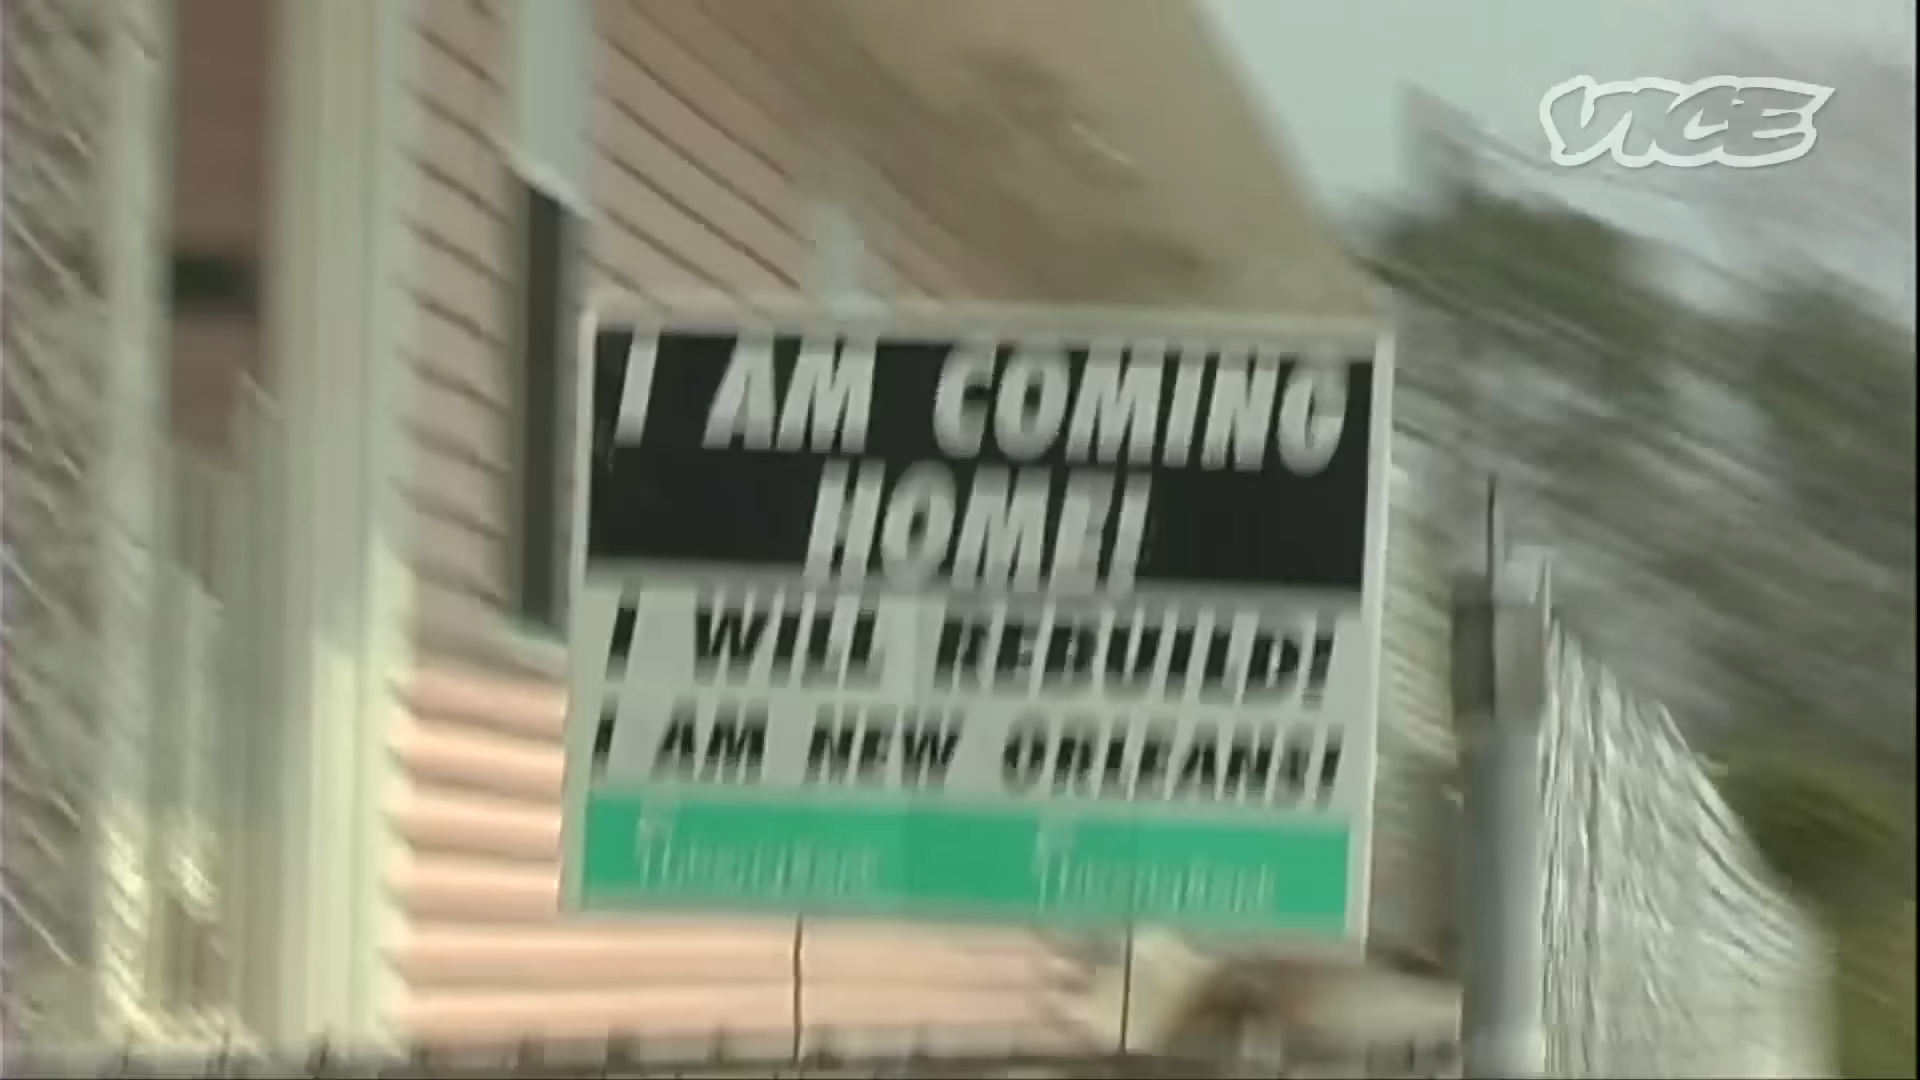 VICE
I AM COMING
HOME!
I WILL REBUILD!
I AM NEW ORLEANS!